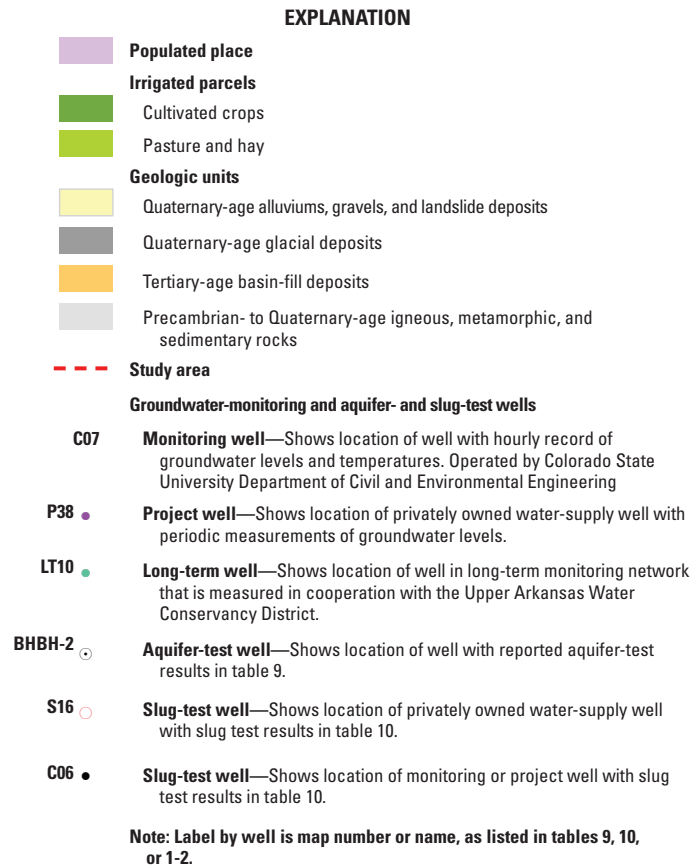 EXPLANATION
Populated place
Irrigated parcels
Cultivated crops
Pasture and hay
Geologic units
Quaternary-age alluviums, gravels, and landslide deposits
Quaternary-age glacial deposits
Tertiary-age basin-fill deposits
Precambrian- to Quaternary-age igneous, metamorphic, and
sedimentary rocks
Study area
Groundwater-monitoring and aquifer- and slug-test wells
C07 Monitoring well—Shows location of well with hourly record of
groundwater levels and temperatures. Operated by Colorado State
University Department of Civil and Environmental Engineering
P38 Project well—Shows location of privately owned water-supply well with
periodic measurements of groundwater levels.
LT10 Long-term well—Shows location of well in long-term monitoring network
that is measured in cooperation with the Upper Arkansas Water
Conservancy District.
BHBH-2 Aquifer-test well—Shows location of well with reported aquifer-test
results in table 9.
S16 Slug-test well—Shows location of privately owned water-supply well
with slug test results in table 10.
C06 Slug-test well—Shows location of monitoring or project well with slug
test results in table 10.
Note: Label by well is map number or name, as listed in tables 9, 10,
or 1-2.